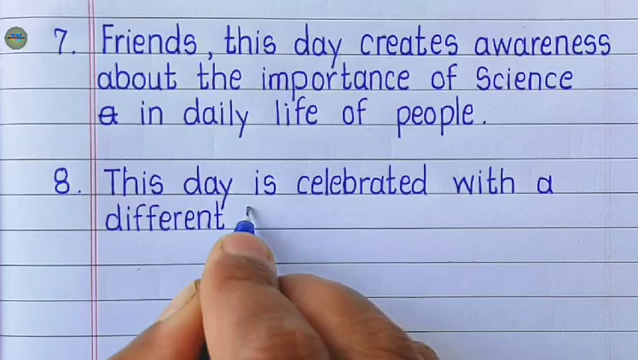 7. Friends, this day creates awareness
about the importance of Science
a in daily life of people.
8. This day is celebrated with a
different